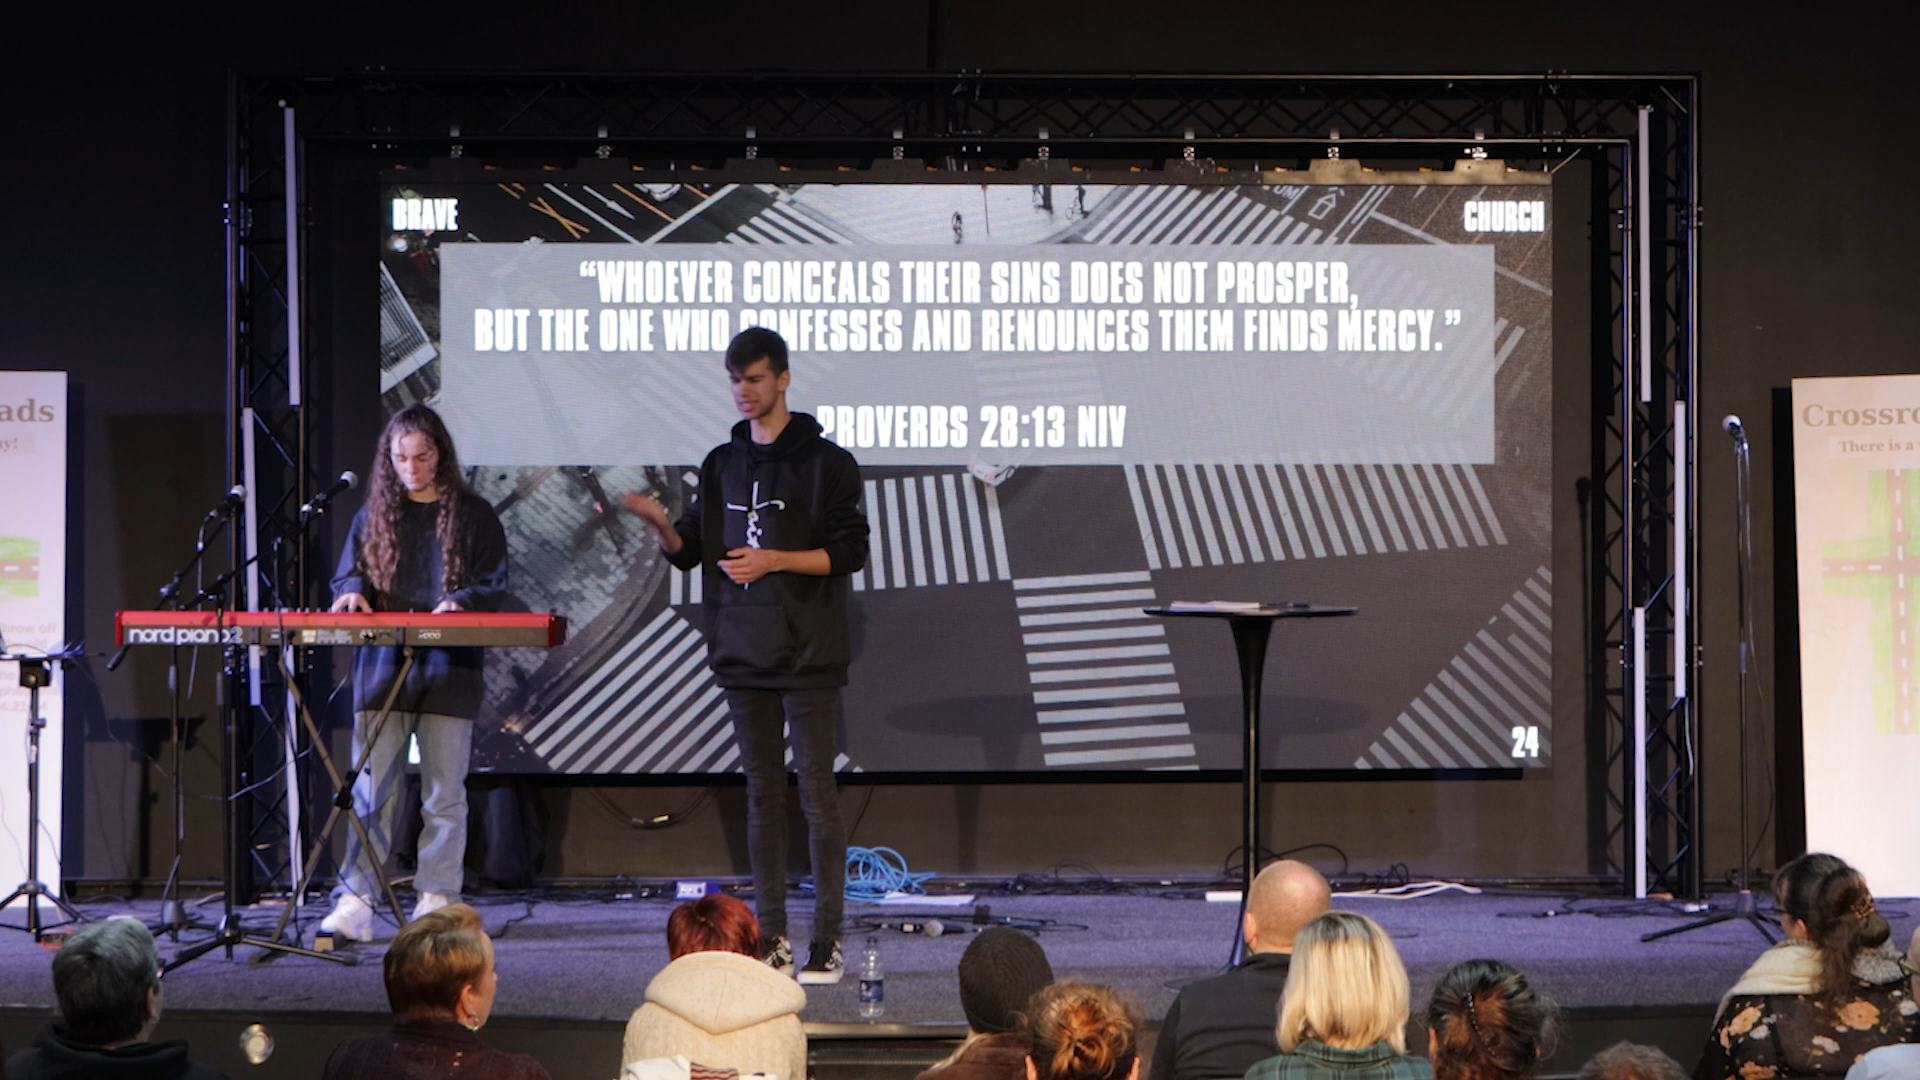 BRAVE
CHURCH
“WHOEVER CONCEALS THEIR SINS DOES NOT PROSPER,
BUT THE ONE WHO CONFESSES AND RENOUNCES THEM FINDS MERCY.”
PROVERBS 28:13 NIV
24
nord piano 2
ads
ay!
Crossro
There is a